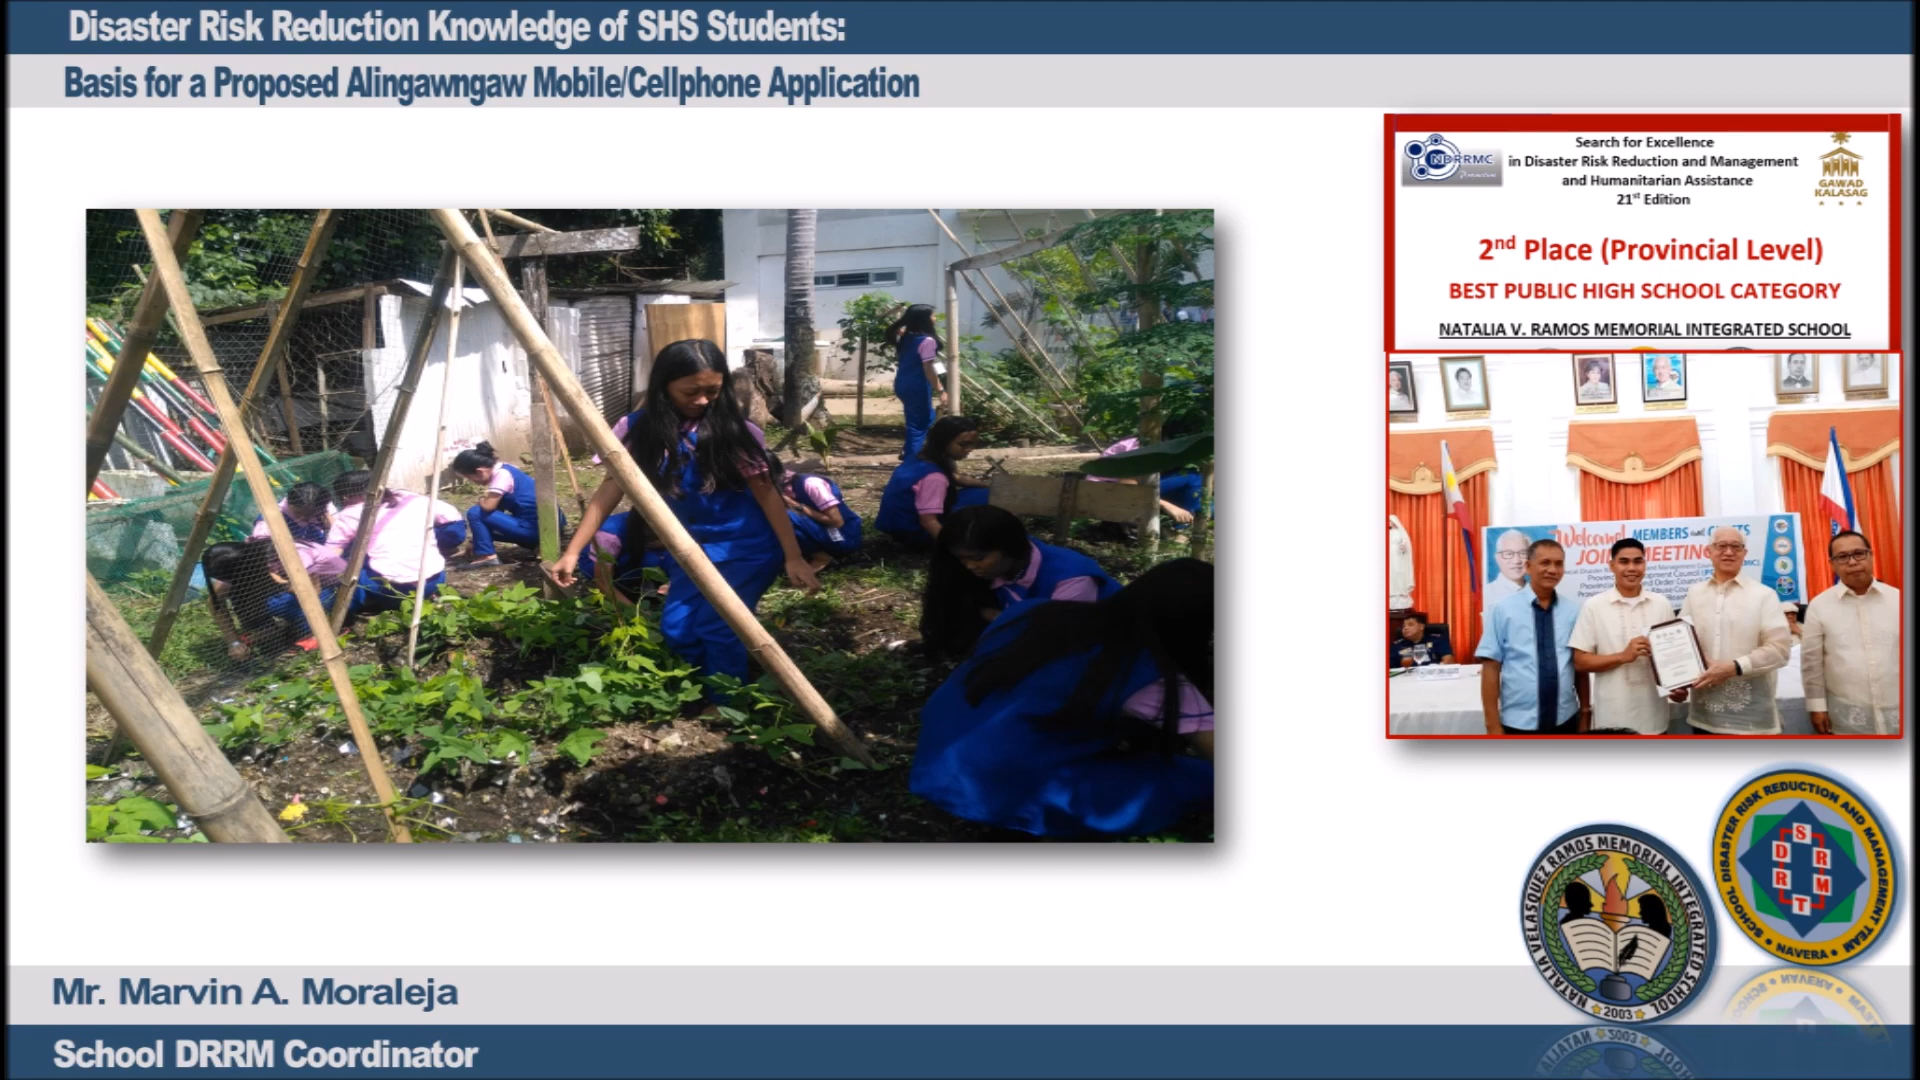 Disaster Risk Reduction Knowledge of SHS Students:
Basis for a Proposed Alingawngaw Mobile/Cellphone Application
NDRRMC
Search for Excellence
in Disaster Risk Reduction and Management
and Humanitarian Assistance
21st Edition
GAWAD
KALASAG
2nd Place (Provincial Level)
BEST PUBLIC HIGH SCHOOL CATEGORY
NATALIA V. RAMOS MEMORIAL INTEGRATED SCHOOL
Welcome! MEMBERS and
NATALIA VELASQUEZ RAMOS MEMORIAL INTEGRATED SCHOOL
2003
SCHOOL DISASTER RISK REDUCTION AND MANAGEMENT TEAM
S
D R
R M
T
NAVERA
Mr. Marvin A. Moraleja
School DRRM Coordinator